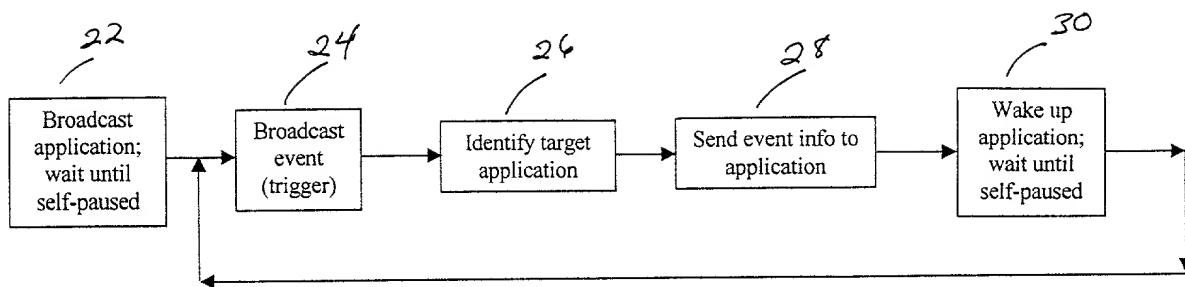 22
24
26
28
30
Broadcast
application;
wait until
self-paused
Broadcast
event
(trigger)
Identify target
application
Send event info to
application
Wake up
application;
wait until
self-paused